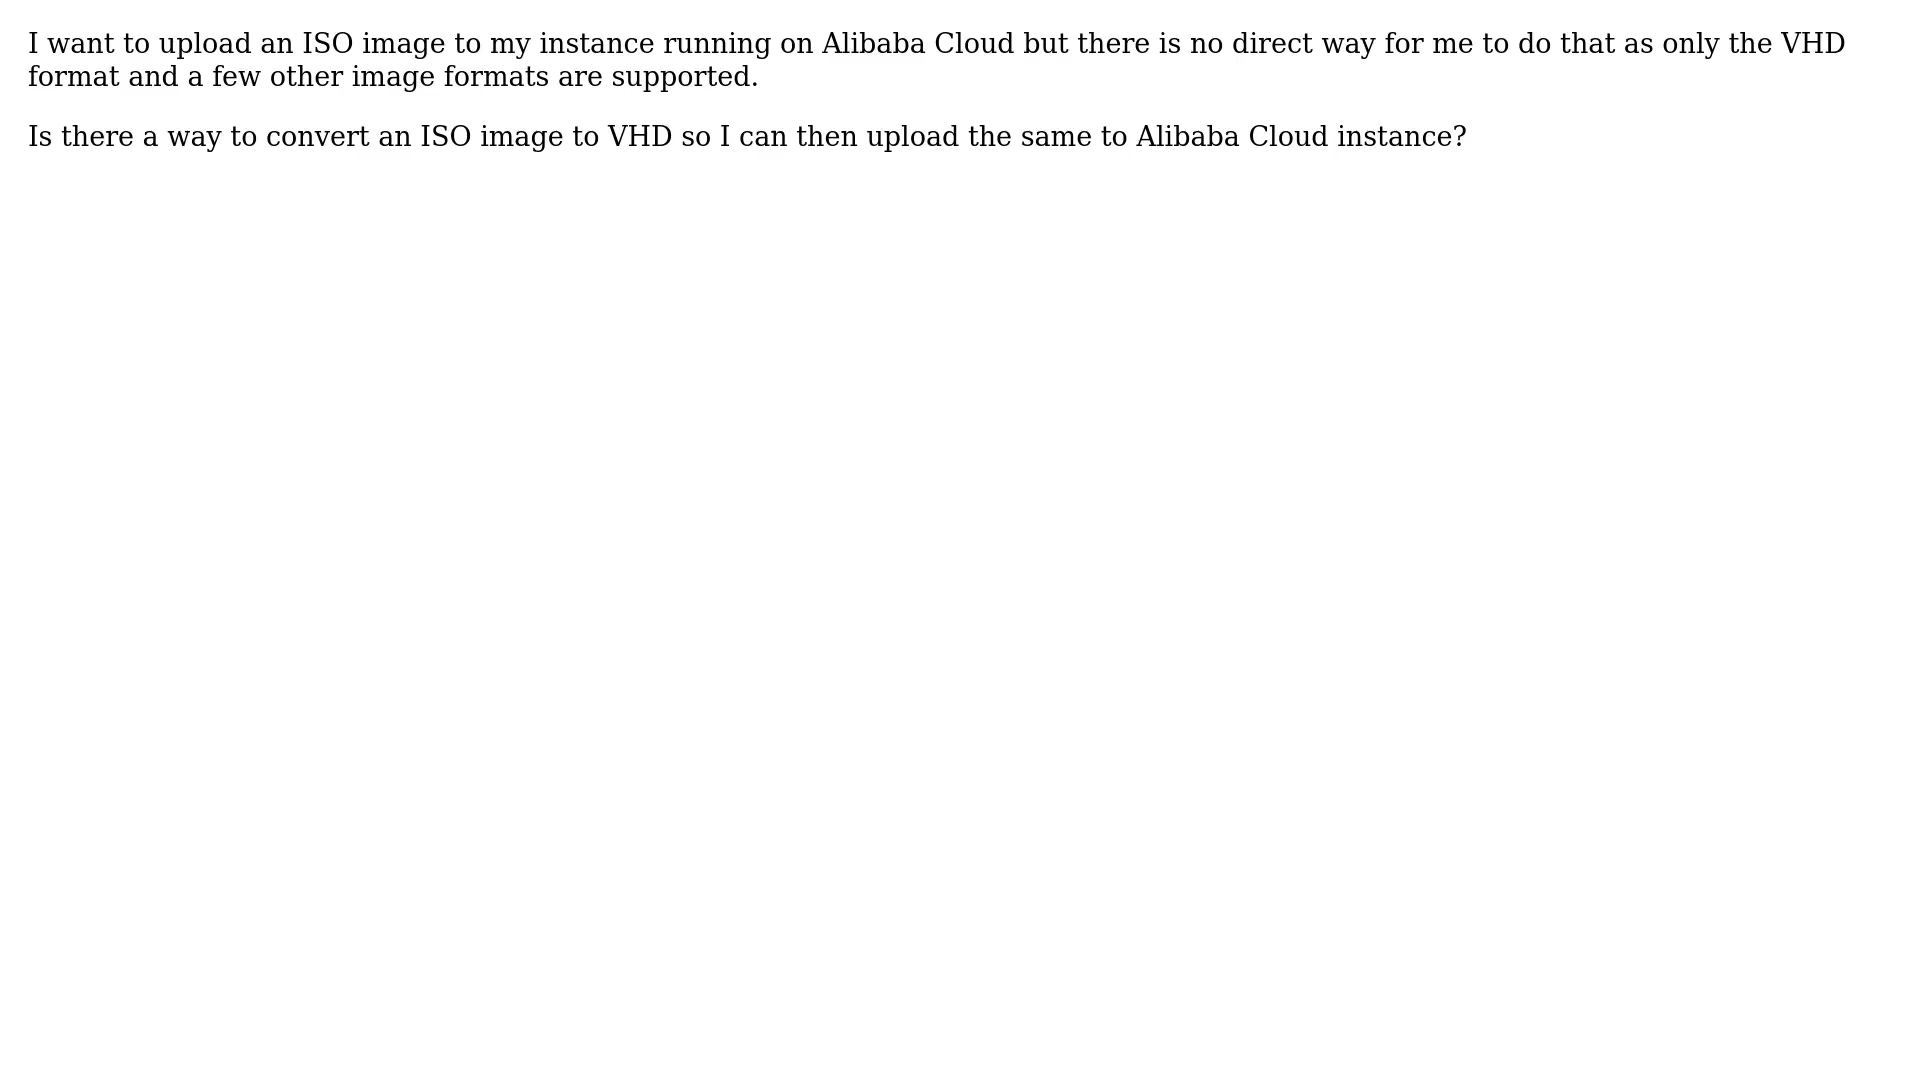 I want to upload an ISO image to my instance running on Alibaba Cloud but there is no direct way for me to do that as only the VHD
format and a few other image formats are supported.
Is there a way to convert an ISO image to VHD so I can then upload the same to Alibaba Cloud instance?